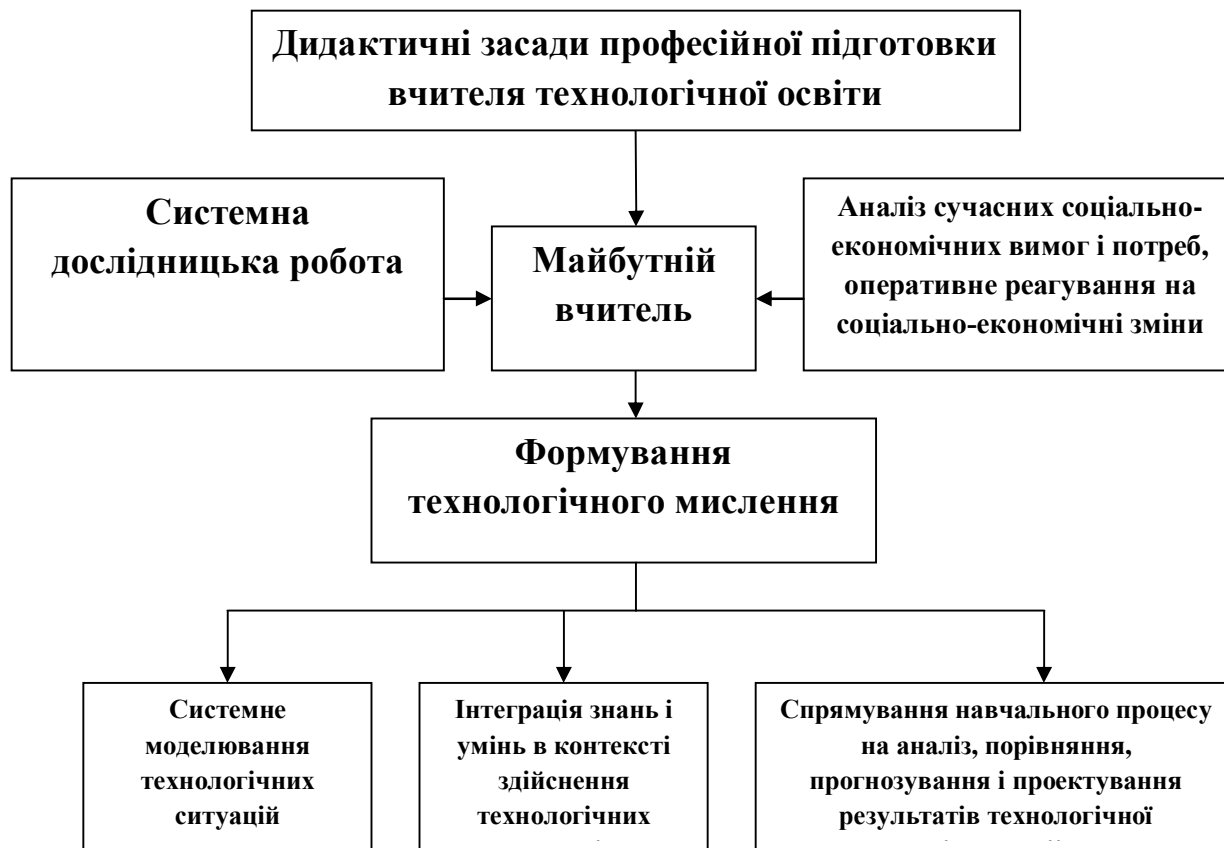 Дидактичні засади професійної підготовки
вчителя технологічної освіти
Системна
дослідницька робота
Майбутній
вчитель
Аналіз сучасних соціально-
економічних вимог і потреб,
оперативне реагування на
соціально-економічні зміни
Формування
технологічного мислення
Системне
моделювання
технологічних
ситуацій
Інтеграція знань і
умінь в контексті
здійснення
технологічних
Спрямування навчального процесу
на аналіз, порівняння,
прогнозування і проектування
результатів технологічної